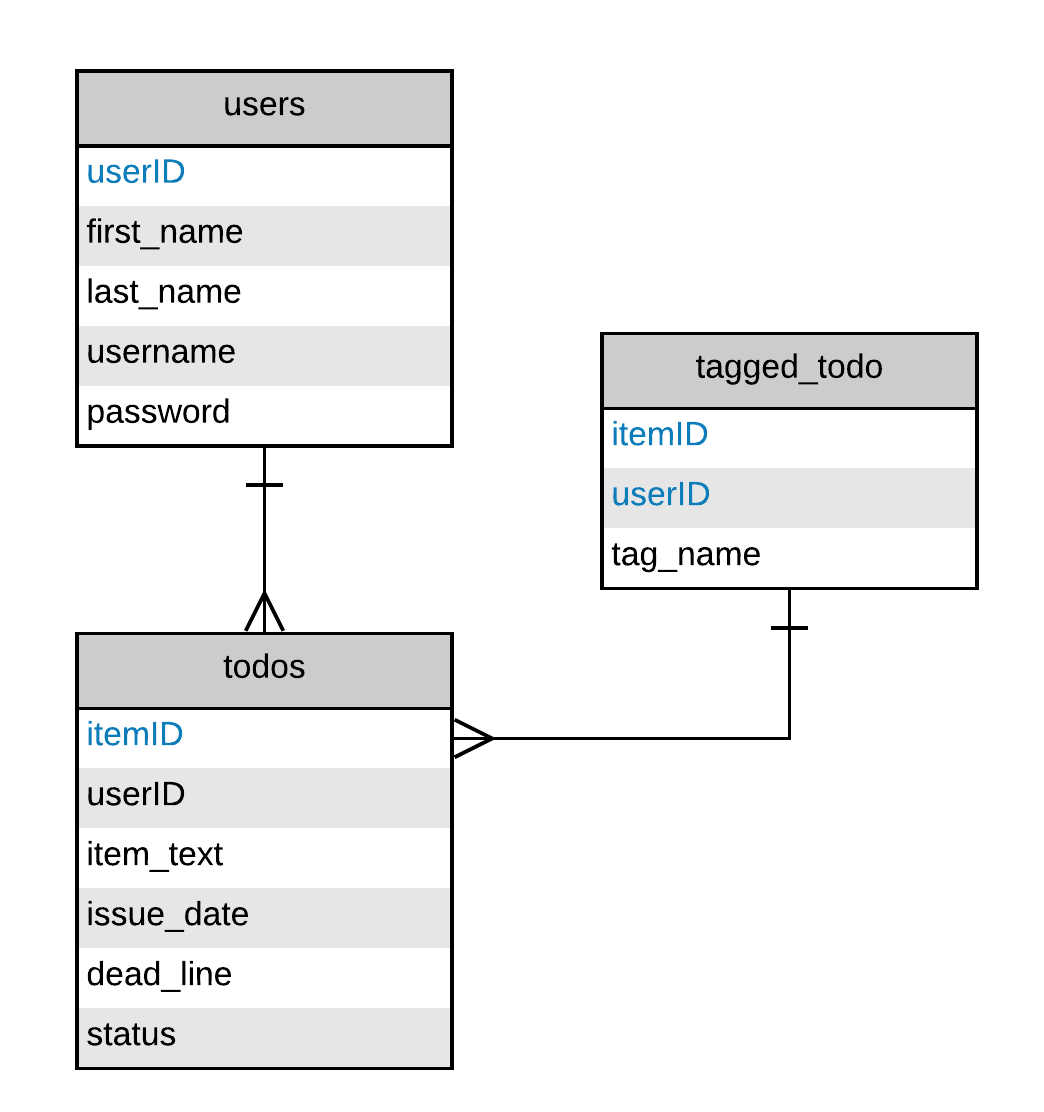 users
userID
first_name
last_name
username
password
tagged_todo
itemID
userID
tag_name
todos
itemID
userID
item_text
issue_date
dead_line
status